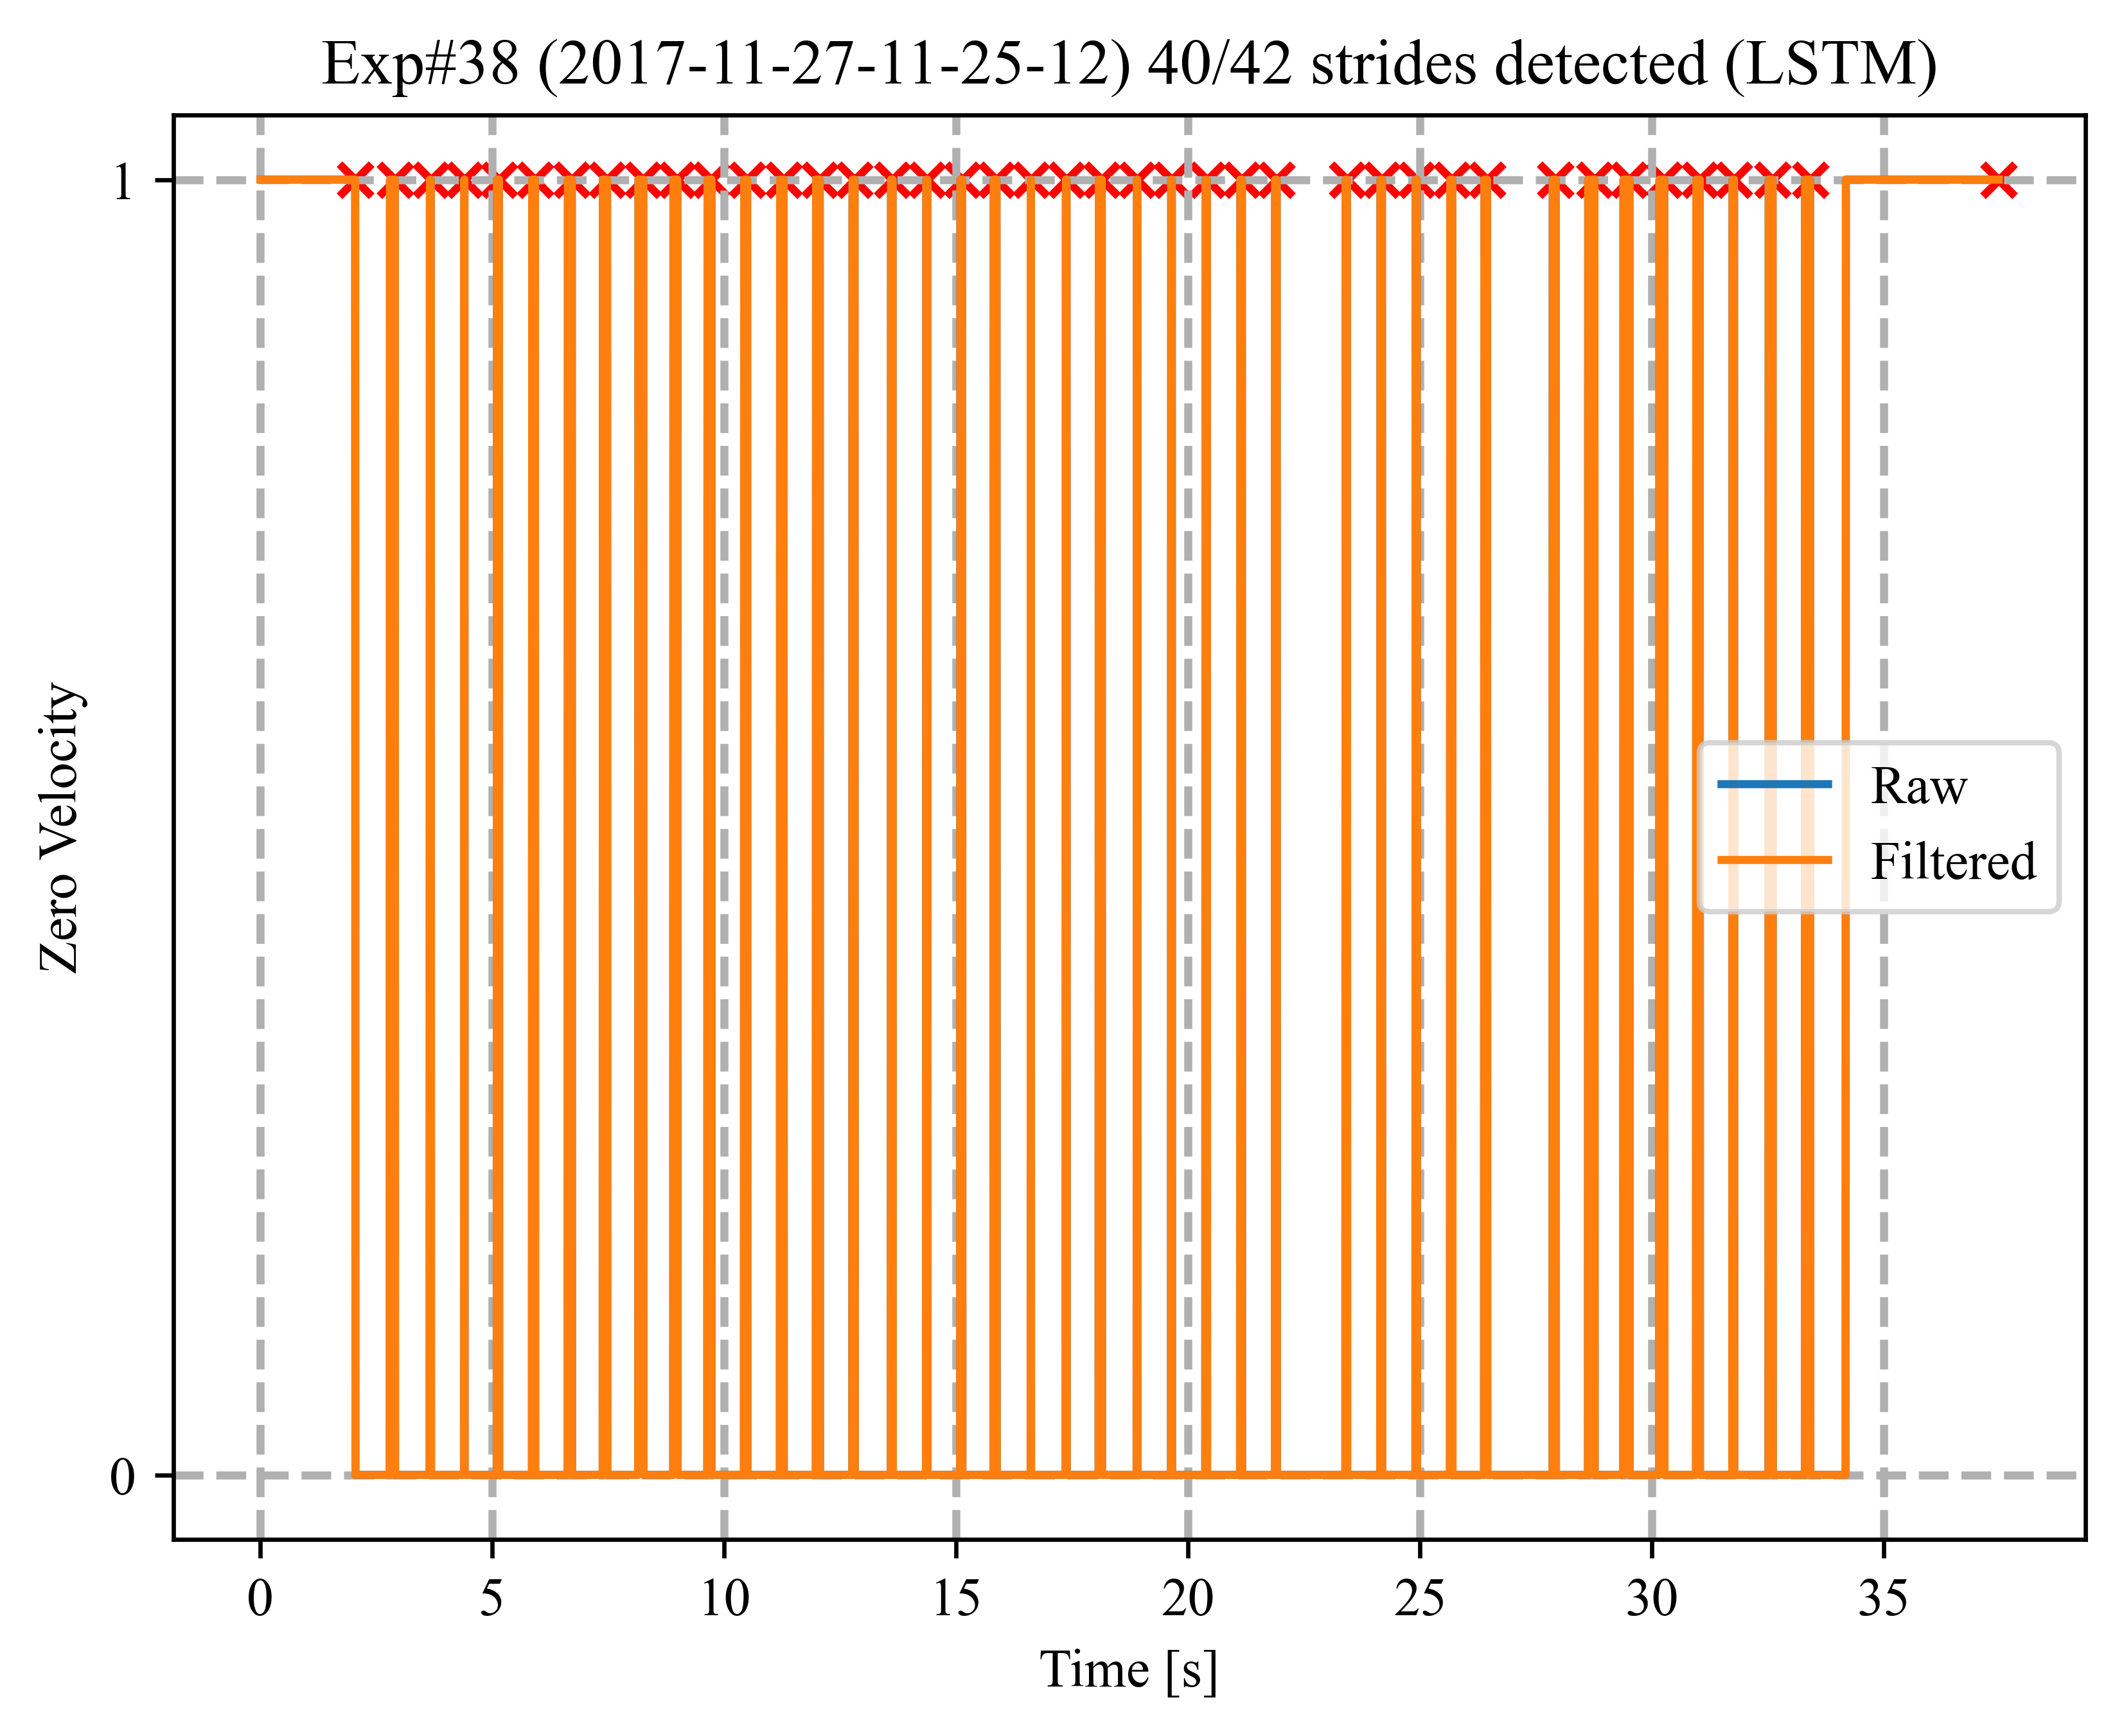 Exp#38 (2017-11-27-11-25-12) 40/42 strides detected (LSTM)
1
Zero Velocity
Raw
Filtered
0
0 5 10 15 20 25 30 35
Time [s]